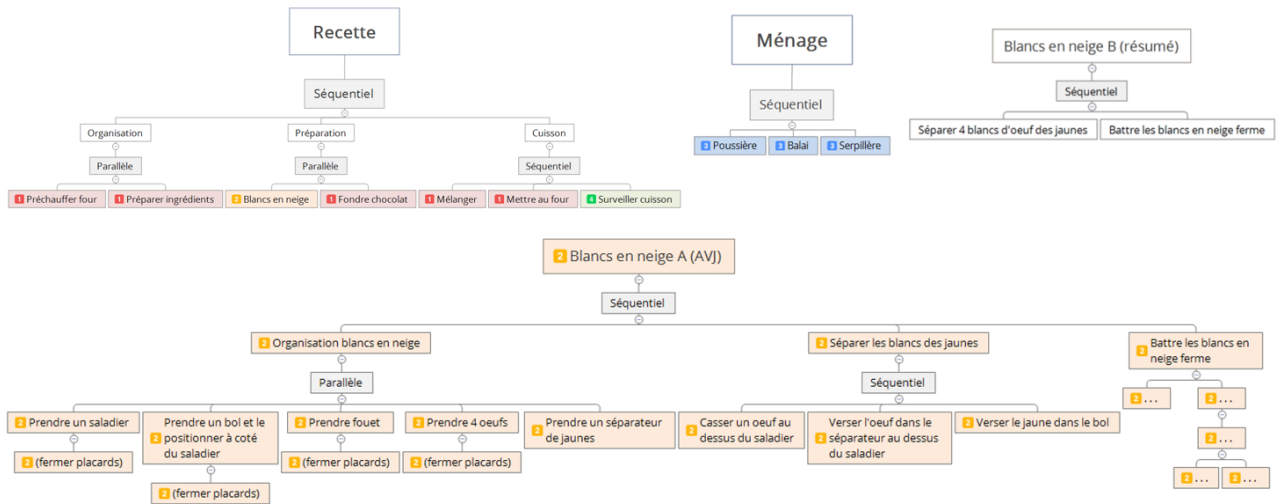 Recette
Séquentiel
Organisation
Préparation
Cuisson
Parallèle
Parallèle
Séquentiel
1 Préchauffer four
1 Préparer ingrédients
2 Blancs en neige
1 Fondre chocolat
1 Mélanger
1 Mettre au four
4 Surveiller cuisson
Ménage
Séquentiel
3 Poussière
3 Balai
3 Serpillère
Blancs en neige B (résumé)
Séquentiel
Séparer 4 blancs d'oeuf des jaunes
Battre les blancs en neige ferme
2 Blancs en neige A (AVJ)
Séquentiel
2 Organisation blancs en neige
2 Séparer les blancs des jaunes
2 Battre les blancs en
neige ferme
Parallèle
Séquentiel
2 ...
2 ...
2 Prendre un saladier
Prendre un bol et le
2 positionner à coté
du saladier
2 Prendre fouet
2 Prendre 4 oeufs
2 Prendre un séparateur
de jaunes
2 Casser un oeuf au
dessus du saladier
Verser l'oeuf dans le
2 séparateur au dessus
du saladier
2 Verser le jaune dans le bol
2 ...
2 (fermer placards)
2 (fermer placards)
2 (fermer placards)
2 (fermer placards)
2 ...
2 ...